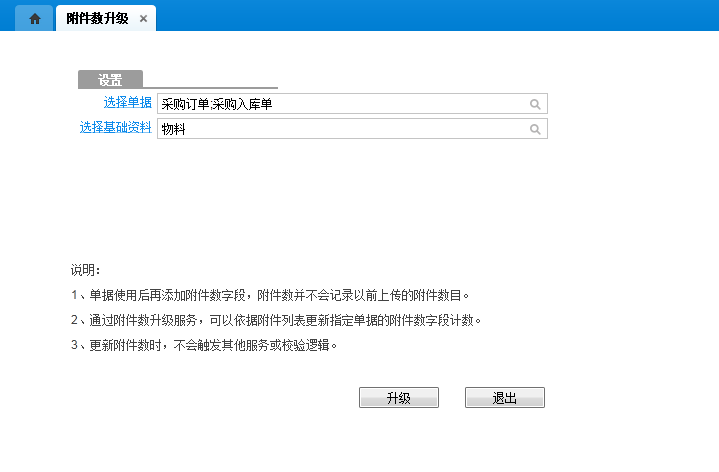 附件数升级
设置
选择单据 采购订单;采购入库单
选择基础资料 物料
说明：
1、单据使用后再添加附件数字段，附件数并不会记录以前上传的附件数目。
2、通过附件数升级服务，可以依据附件列表更新指定单据的附件数字段计数。
3、更新附件数时，不会触发其他服务或校验逻辑。
升级 退出